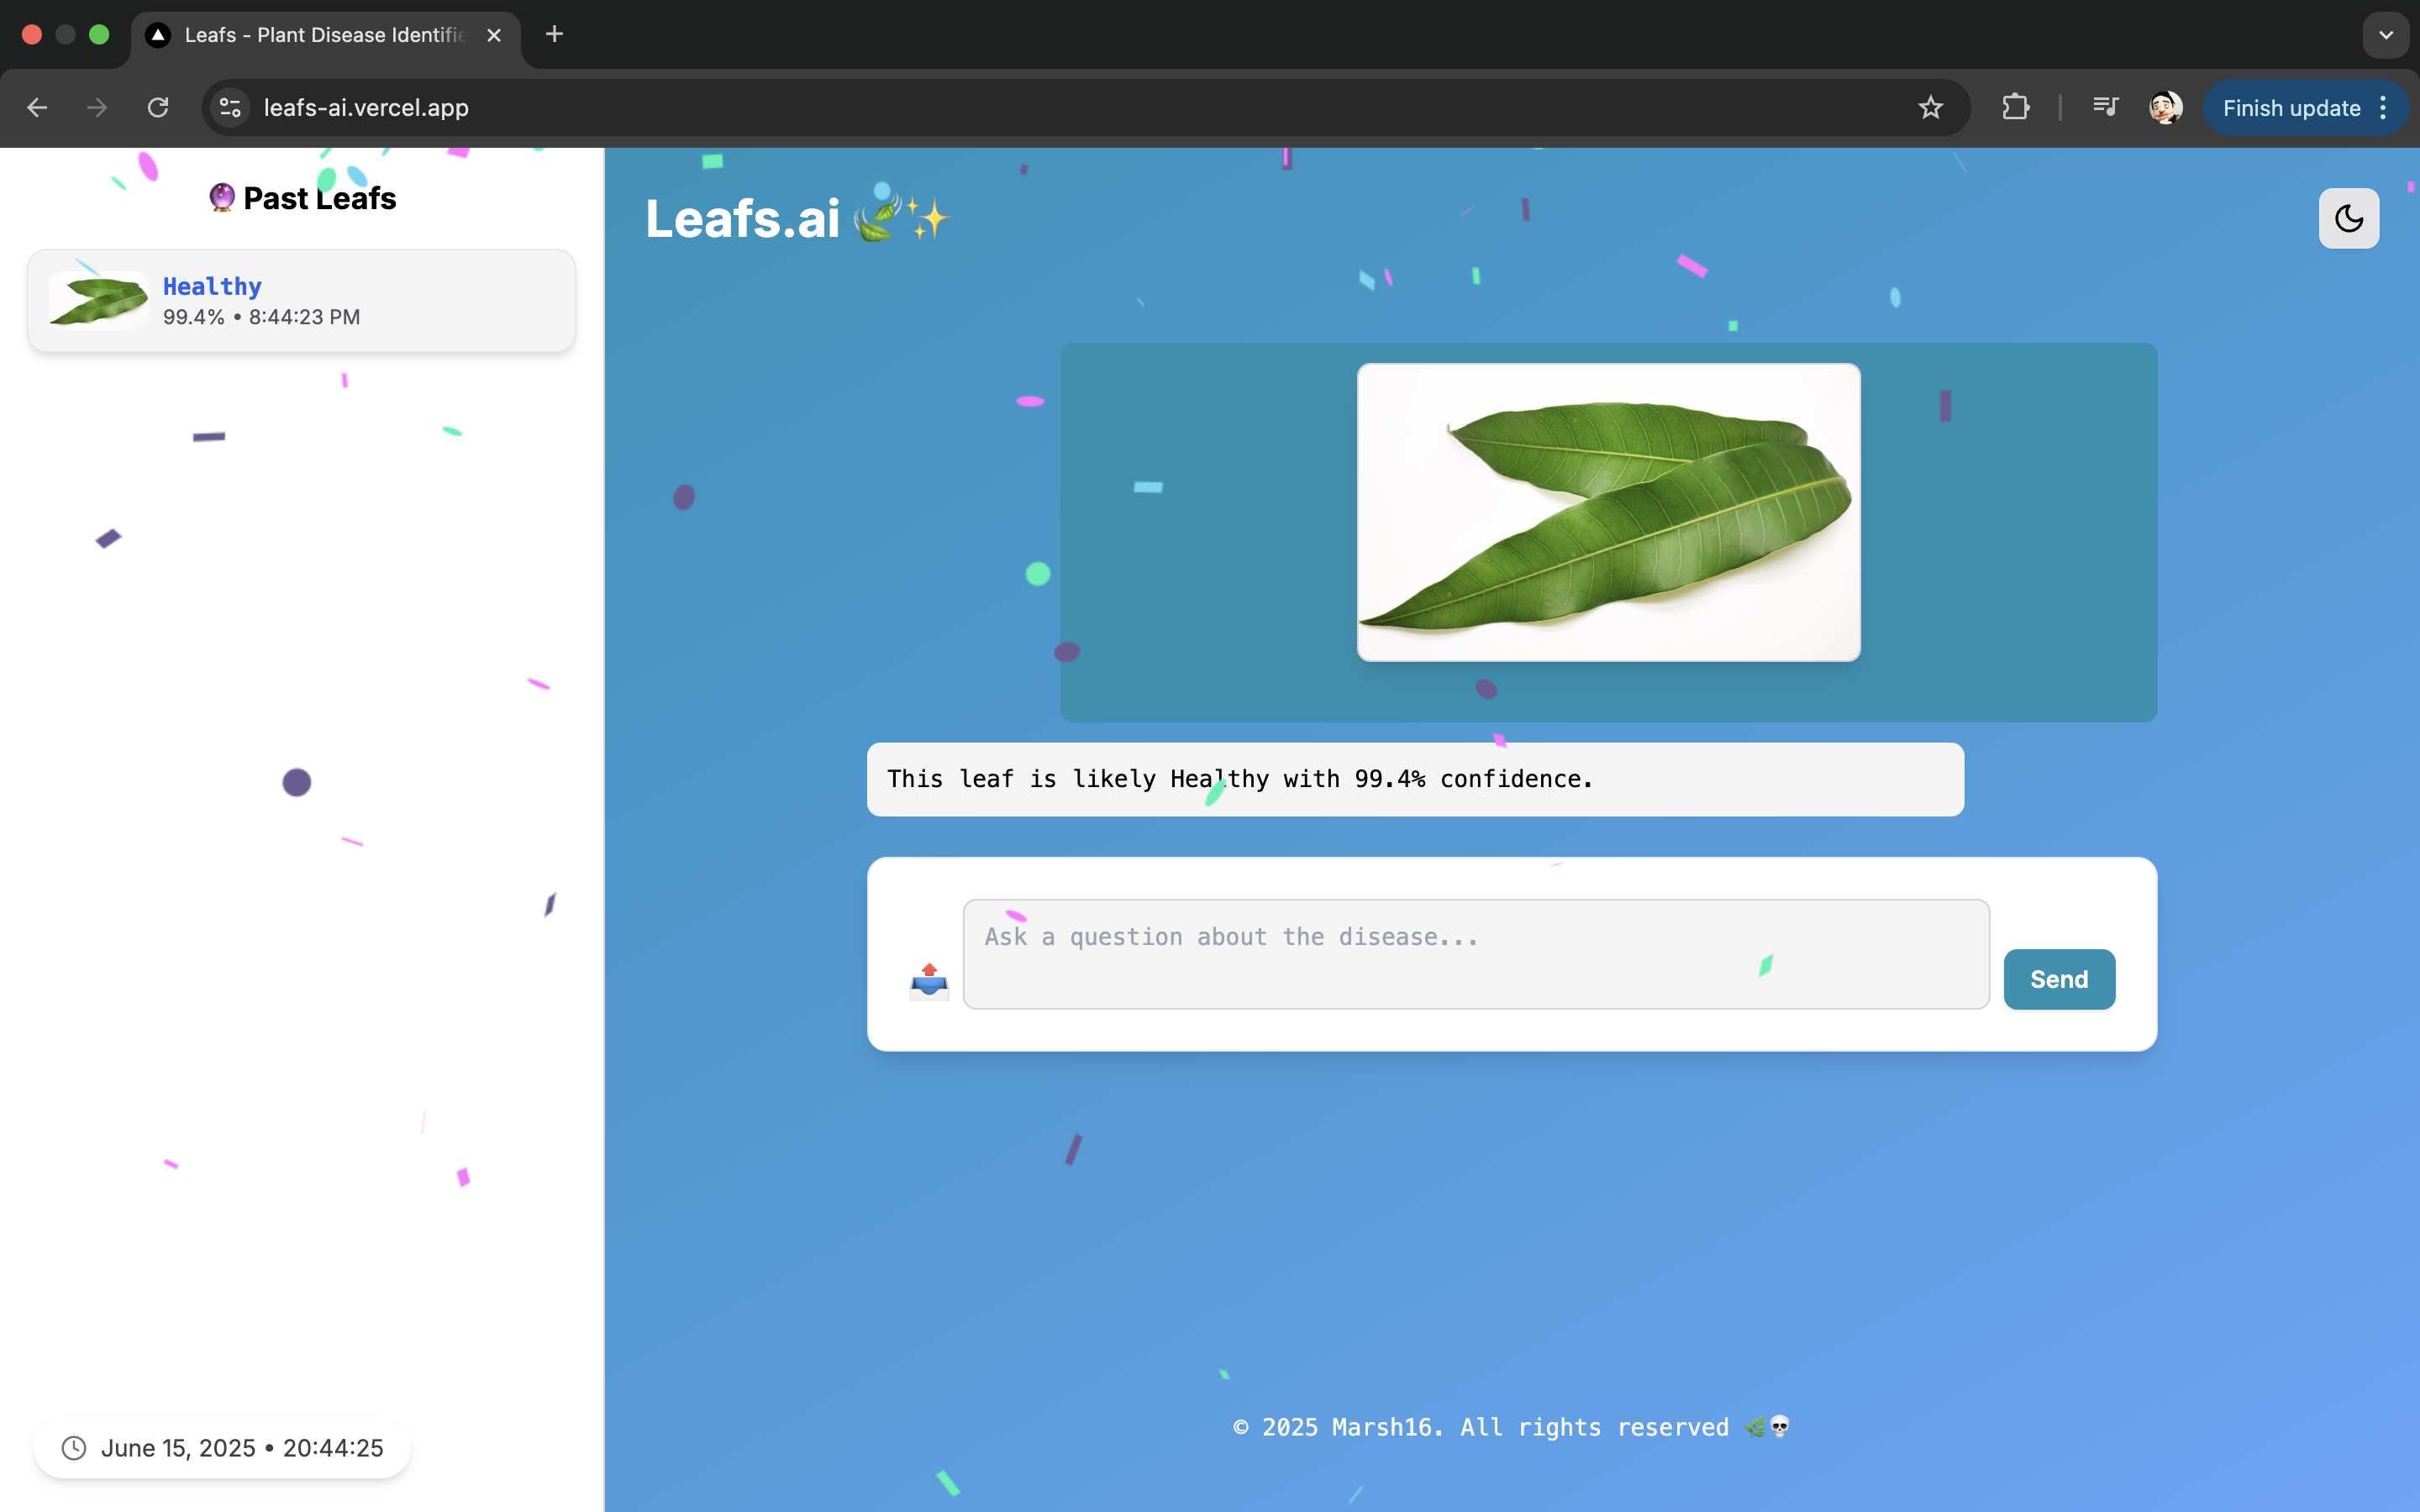 Leafs - Plant Disease Identifie
leafs-ai.vercel.app
Finish update
🔮 Past Leafs
Healthy
99.4% • 8:44:23 PM
June 15, 2025 • 20:44:25
Leafs.ai 🍃✨
This leaf is likely Healthy with 99.4% confidence.
📤
Ask a question about the disease...
Send
© 2025 Marsh16. All rights reserved 🌿💀